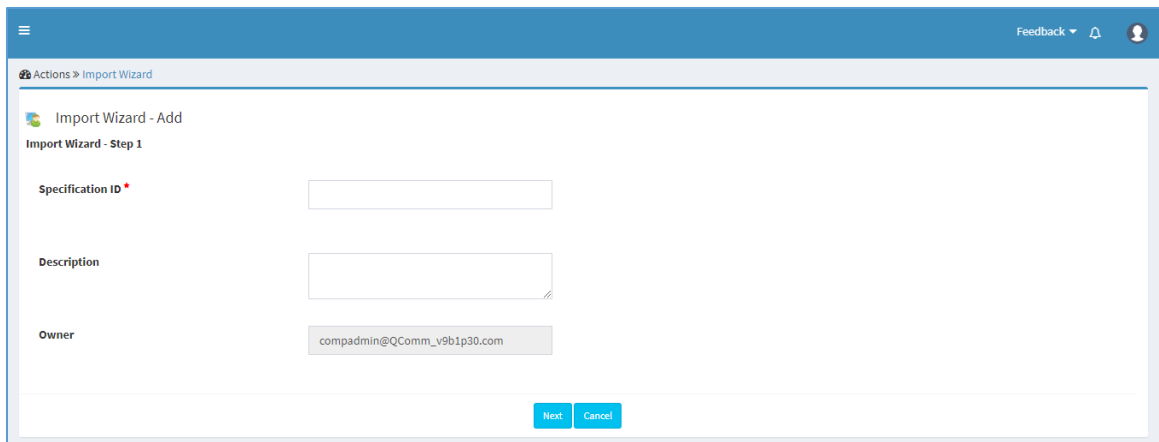 Feedback
Actions » Import Wizard
Import Wizard - Add
Import Wizard - Step 1
Specification ID *
Description
Owner
compadmin@QComm_v9b1p30.com
Next Cancel